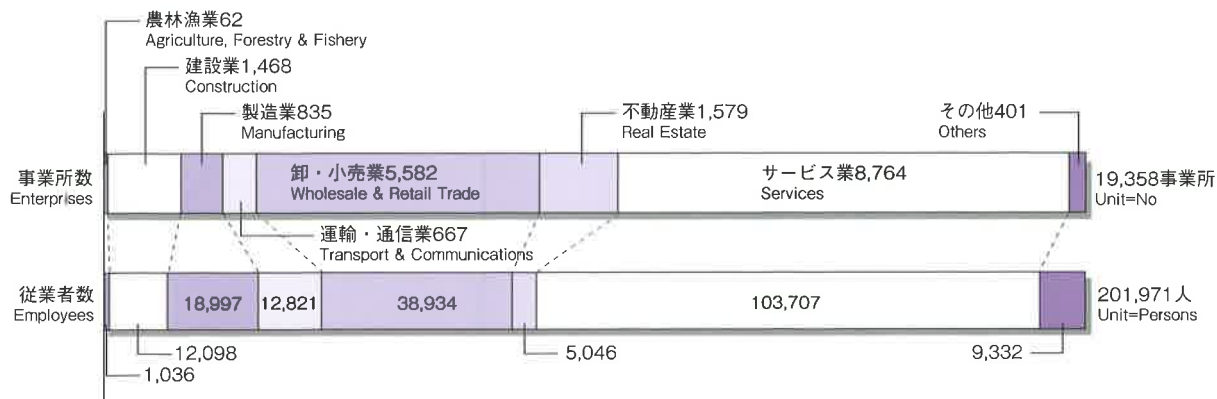 農林漁業62
Agriculture, Forestry & Fishery
建設業1,468
Construction
製造業835
Manufacturing
不動産業1,579
Real Estate
その他401
Others
事業所数
Enterprises
卸・小売業5,582
Wholesale & Retail Trade
サービス業8,764
Services
19,358事業所
Unit=No
運輸・通信業667
Transport & Communications
従業者数
Employees
18,997
12,821
38,934
103,707
201,971人
Unit=Persons
12,098
5,046
9,332
1,036